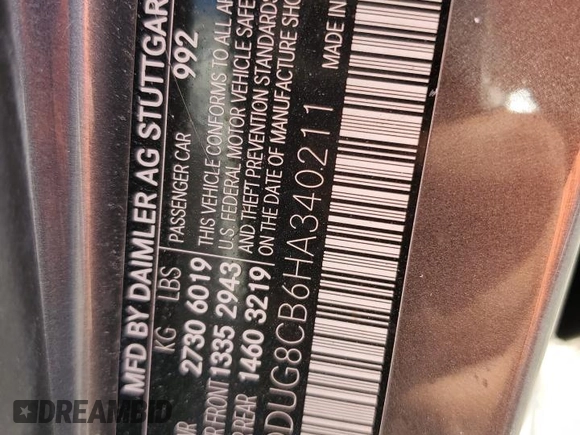 MFD BY DAIMLER AG STUTTGAR
992
KG LBS PASSENGER CAR
2730 6019 THIS VEHICLE CONFORMS TO ALL
1335 2943 U.S. FEDERAL MOTOR VEHICLE SAFE
1460 3219 AND THEFT PREVENTION STANDARDS
ON THE DATE OF MANUFACTURE SHO
FRONT
REAR
DUG8CB6HA340211
MADE IN
DREAMBID